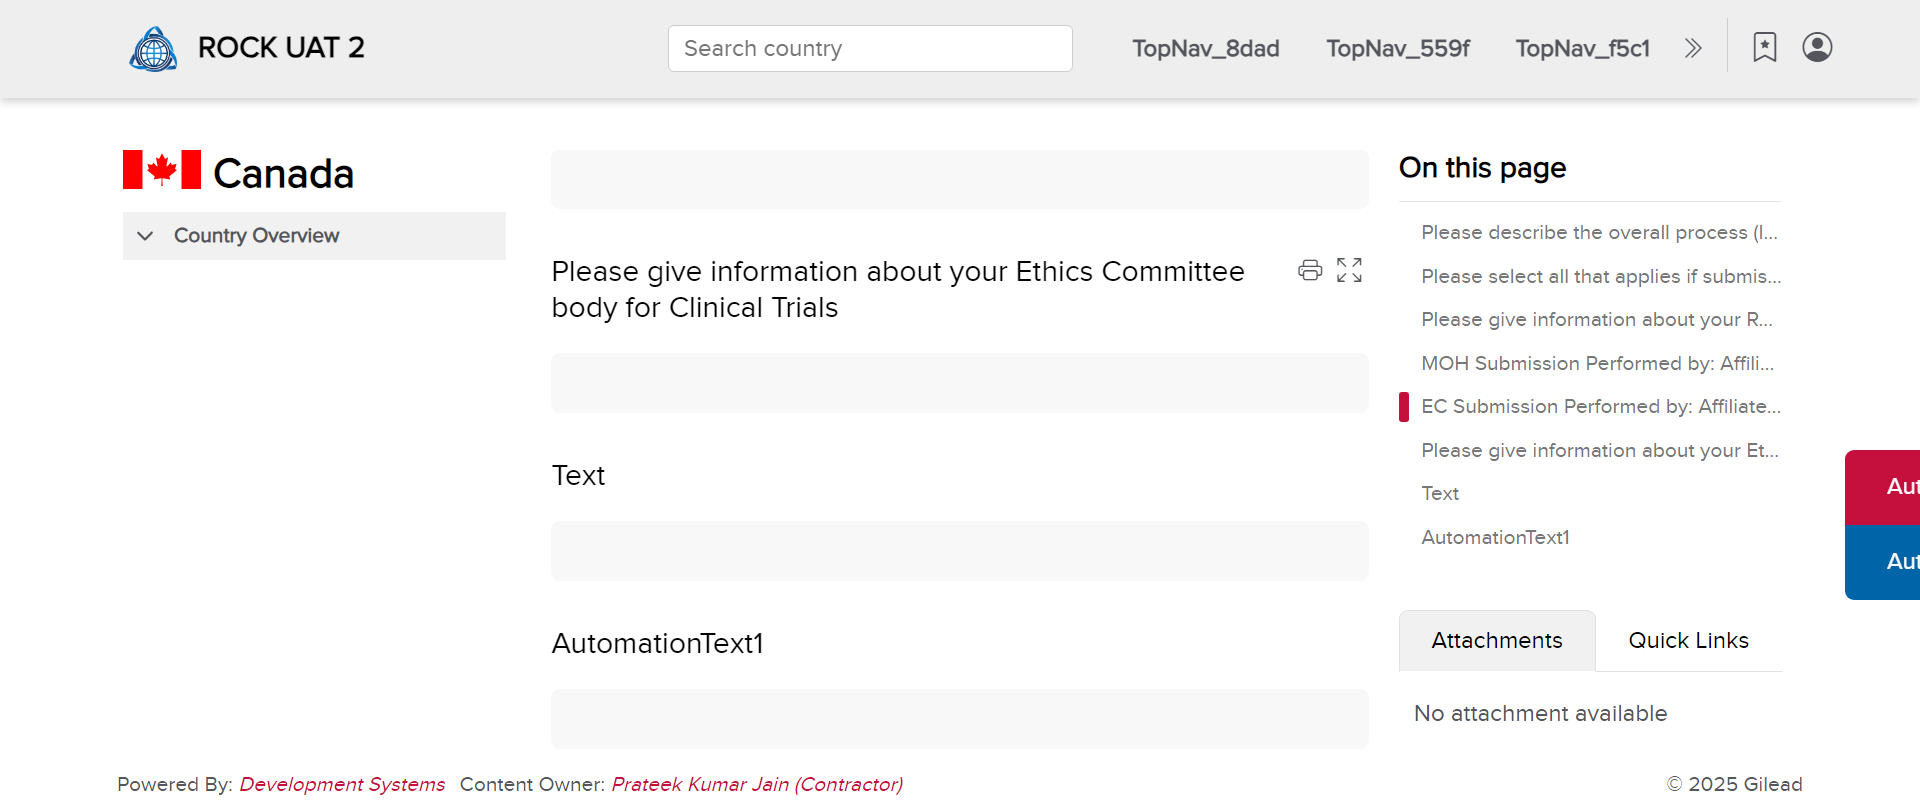 ROCK UAT 2
Search country
TopNav_8dad
TopNav_559f
TopNav_f5c1
Canada
Country Overview
Please give information about your Ethics Committee
body for Clinical Trials
Text
AutomationText1
On this page
Please describe the overall process (I...
Please select all that applies if submis...
Please give information about your R...
MOH Submission Performed by: Affili...
EC Submission Performed by: Affiliate...
Please give information about your Et...
Text
AutomationText1
Attachments
Quick Links
No attachment available
Aut
Aut
Powered By: Development Systems Content Owner: Prateek Kumar Jain (Contractor)
© 2025 Gilead